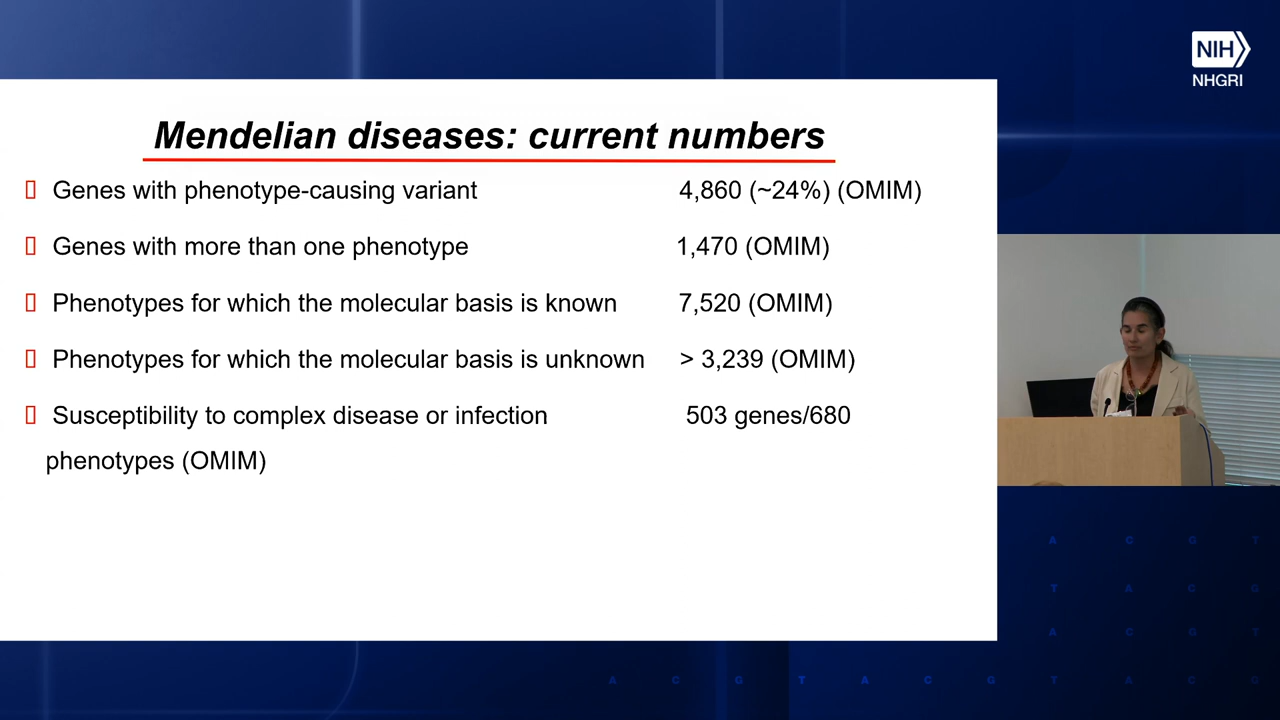 NIH
NHGRI
Mendelian diseases: current numbers
Genes with phenotype-causing variant 4,860 (~24%) (OMIM)
Genes with more than one phenotype 1,470 (OMIM)
Phenotypes for which the molecular basis is known 7,520 (OMIM)
Phenotypes for which the molecular basis is unknown > 3,239 (OMIM)
Susceptibility to complex disease or infection 503 genes/680
phenotypes (OMIM)
A C G T
T A C G
A C G T
A C G T A C G T A C G